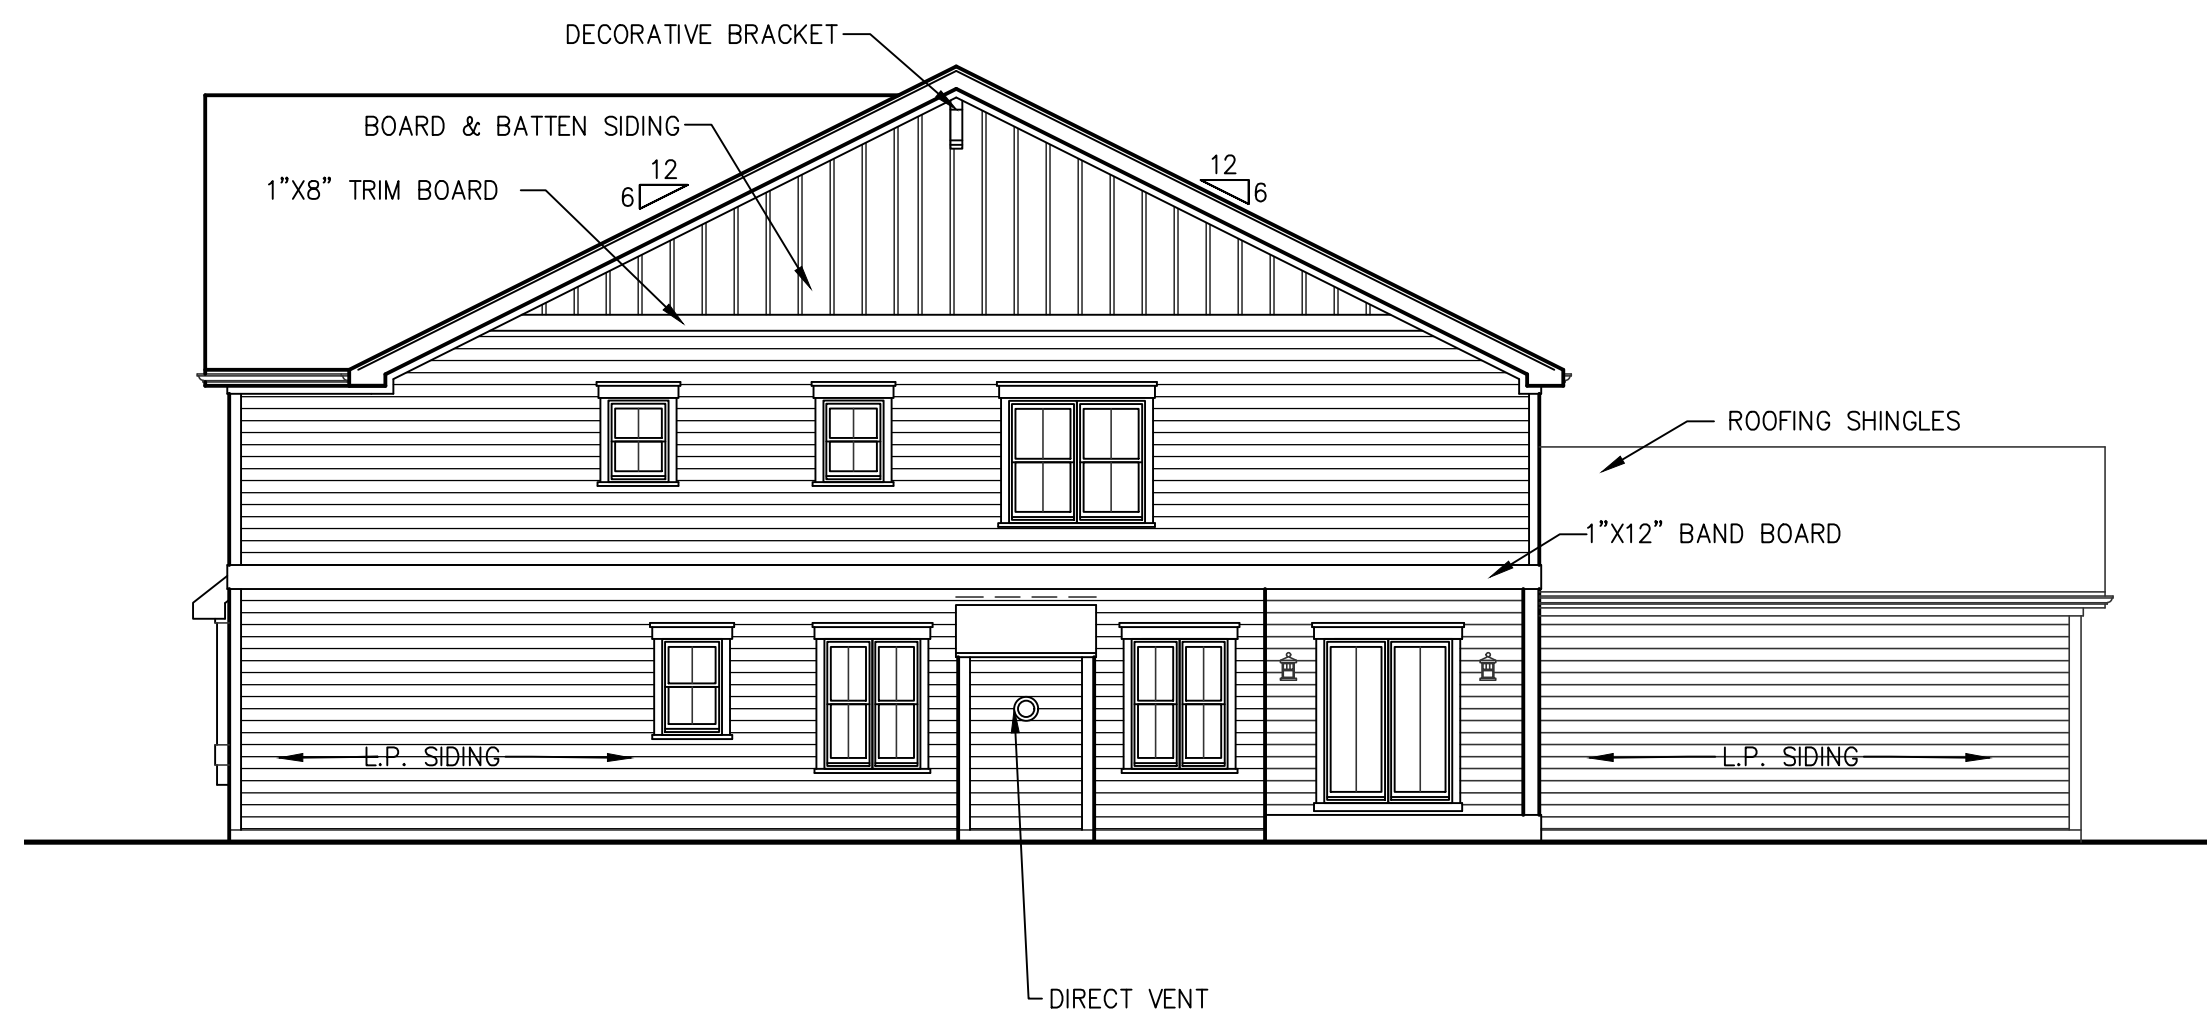 DECORATIVE BRACKET
BOARD & BATTEN SIDING
12
6
12
6
1”X8” TRIM BOARD
ROOFING SHINGLES
1”X12” BAND BOARD
L.P. SIDING
L.P. SIDING
DIRECT VENT